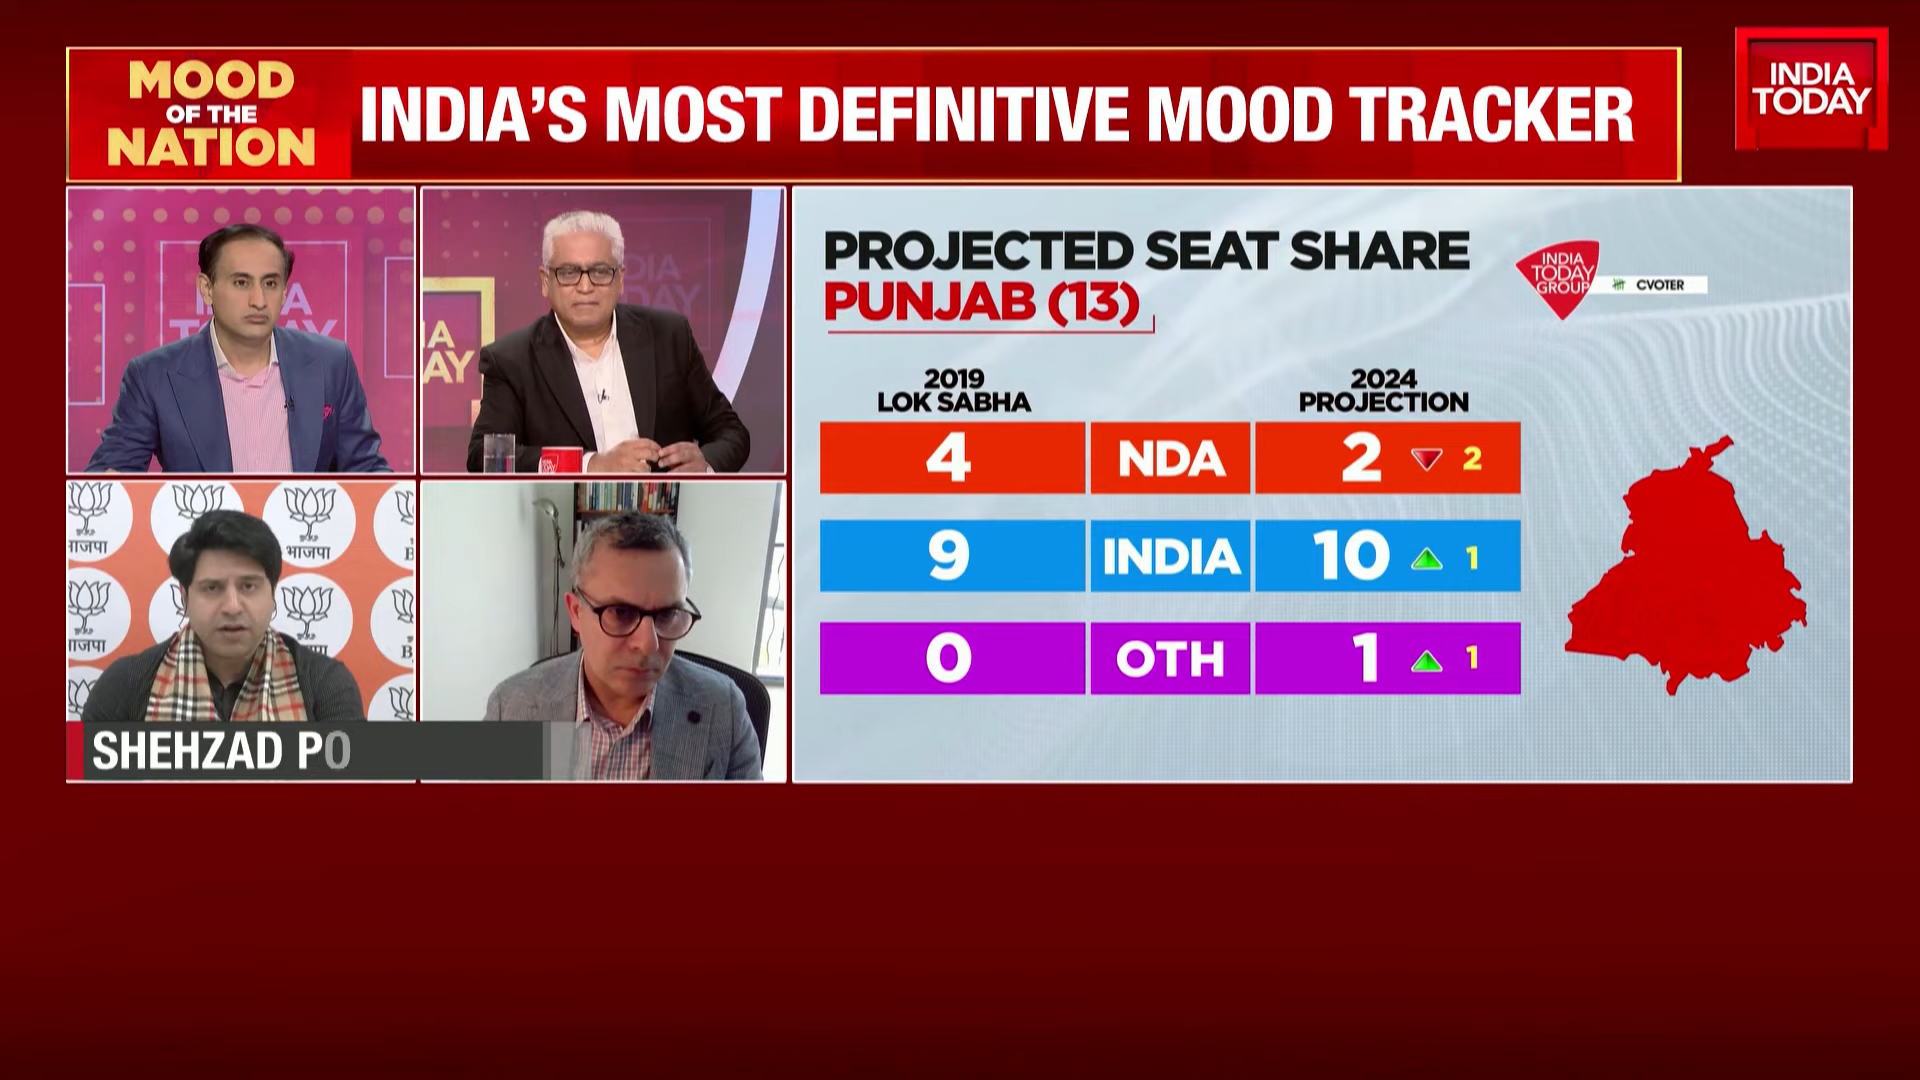 MOOD
OF THE
NATION
INDIA'S MOST DEFINITIVE MOOD TRACKER
INDIA
TODAY
PROJECTED SEAT SHARE
PUNJAB (13)
INDIA
TODAY
GROUP
CVOTER
2019
LOK SABHA
2024
PROJECTION
4 NDA 2 2
9 INDIA 10 1
0 OTH 1 1
भाजपा
SHEHZAD PO